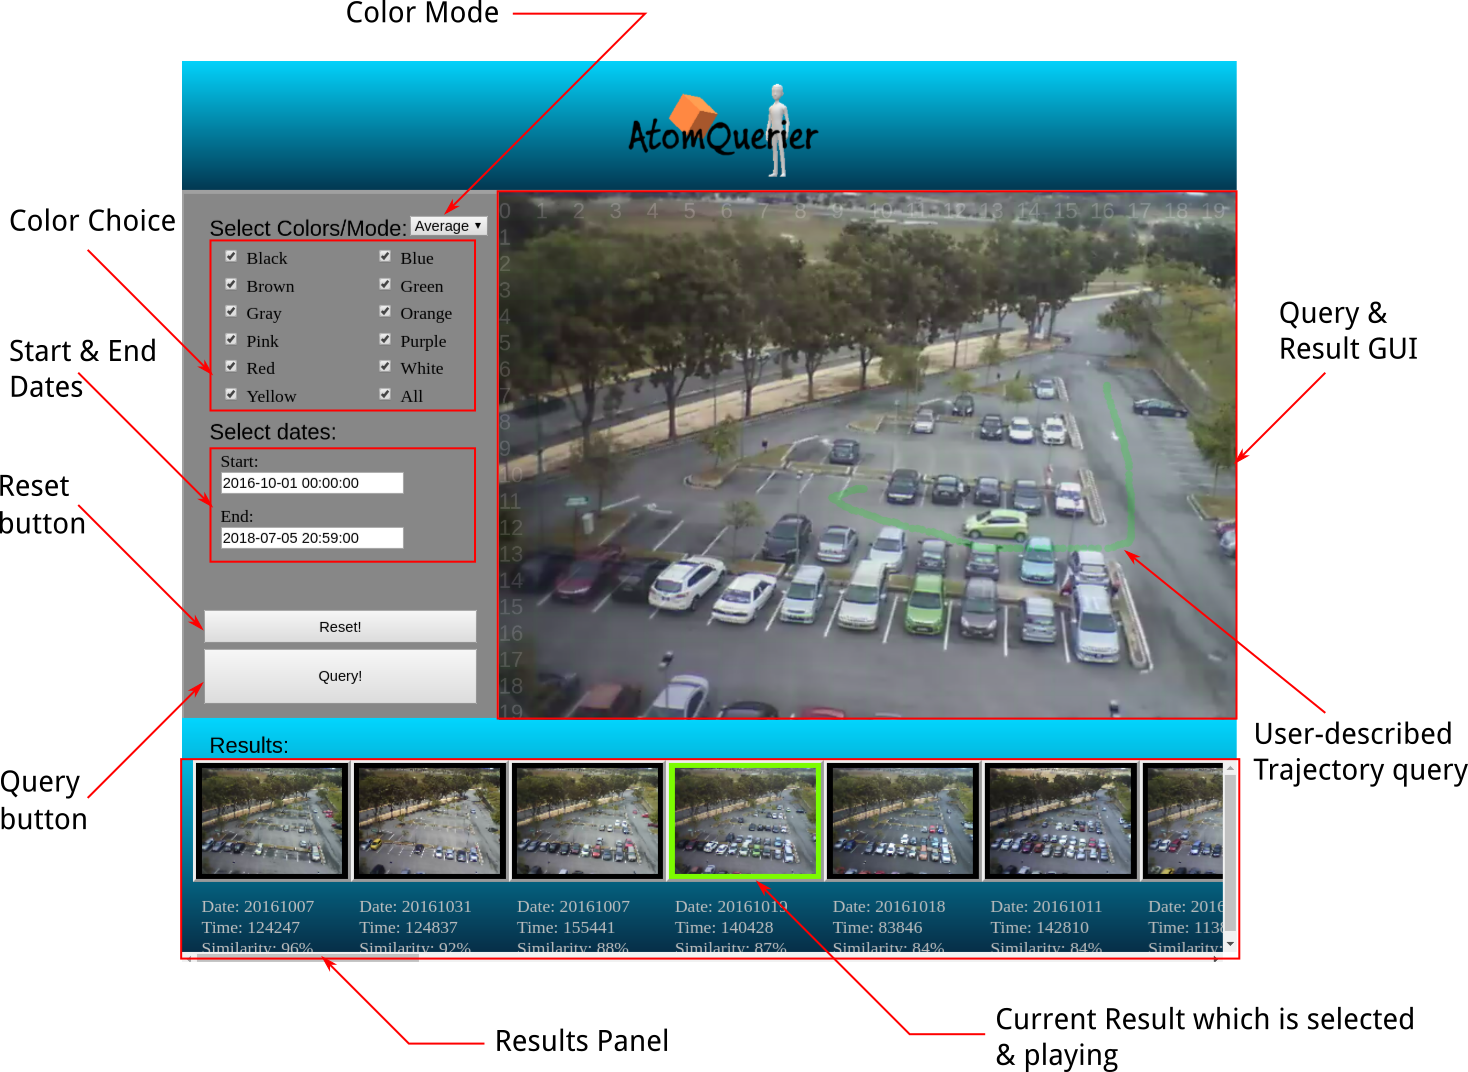 Color Mode
AtomQuerier
Color Choice
Start & End
Dates
Reset
button
Query
button
Select Colors/Mode: Average
Black Blue
Brown Green
Gray Orange
Pink Purple
Red White
Yellow All
Select dates:
Start:
2016-10-01 00:00:00
End:
2018-07-05 20:59:00
Reset!
Query!
0 1 2 3 4 5 6 7 8 9 10 11 12 13 14 15 16 17 18 19
1
2
3
4
5
6
7
8
9
10
11
12
13
14
15
16
17
18
19
Query &
Result GUI
User-described
Trajectory query
Results:
Date: 20161007
Time: 124247
Similarity: 96%
Date: 20161031
Time: 124837
Similarity: 92%
Date: 20161007
Time: 155441
Similarity: 88%
Date: 20161019
Time: 140428
Similarity: 87%
Date: 20161018
Time: 83846
Similarity: 84%
Date: 20161011
Time: 142810
Similarity: 84%
Date: 2016
Time: 1138
Similarity:
Results Panel
Current Result which is selected
& playing